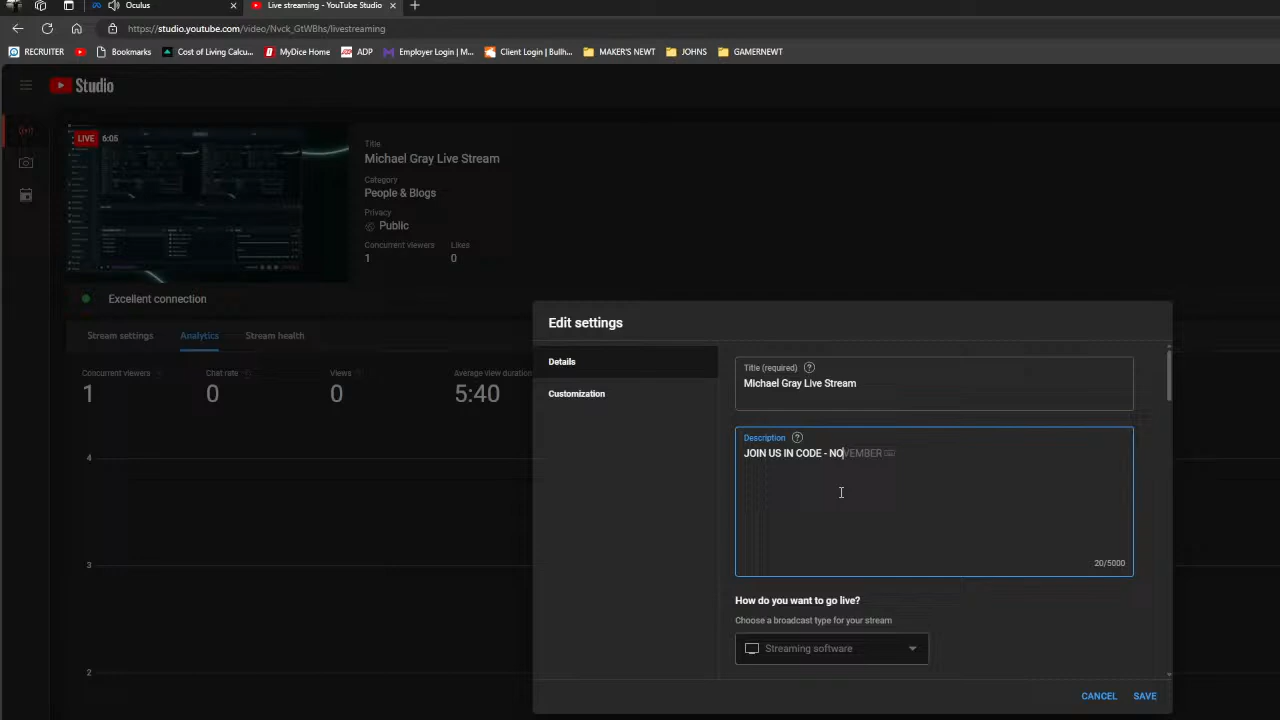 Oculus
Live streaming - YouTube Studio
https://studio.youtube.com/video/Nvck_GtWBhs/livestreaming
RECRUITER
Bookmarks
Cost of Living Calcu...
MyDice Home
ADP
Employer Login | M...
Client Login | Bullh...
MAKER'S NEWT
JOHNS
GAMERNEWT
Studio
LIVE 6:05
Title
Michael Gray Live Stream
Category
People & Blogs
Privacy
Public
Concurrent viewers Likes
1 0
Excellent connection
Stream settings Analytics Stream health
Concurrent viewers Chat rate Views Average view duration
1 0 0 5:40
4
3
2
Edit settings
Details
Customization
Title (required)
Michael Gray Live Stream
Description
JOIN US IN CODE - NOVEMBER
20/5000
How do you want to go live?
Choose a broadcast type for your stream
Streaming software
CANCEL SAVE